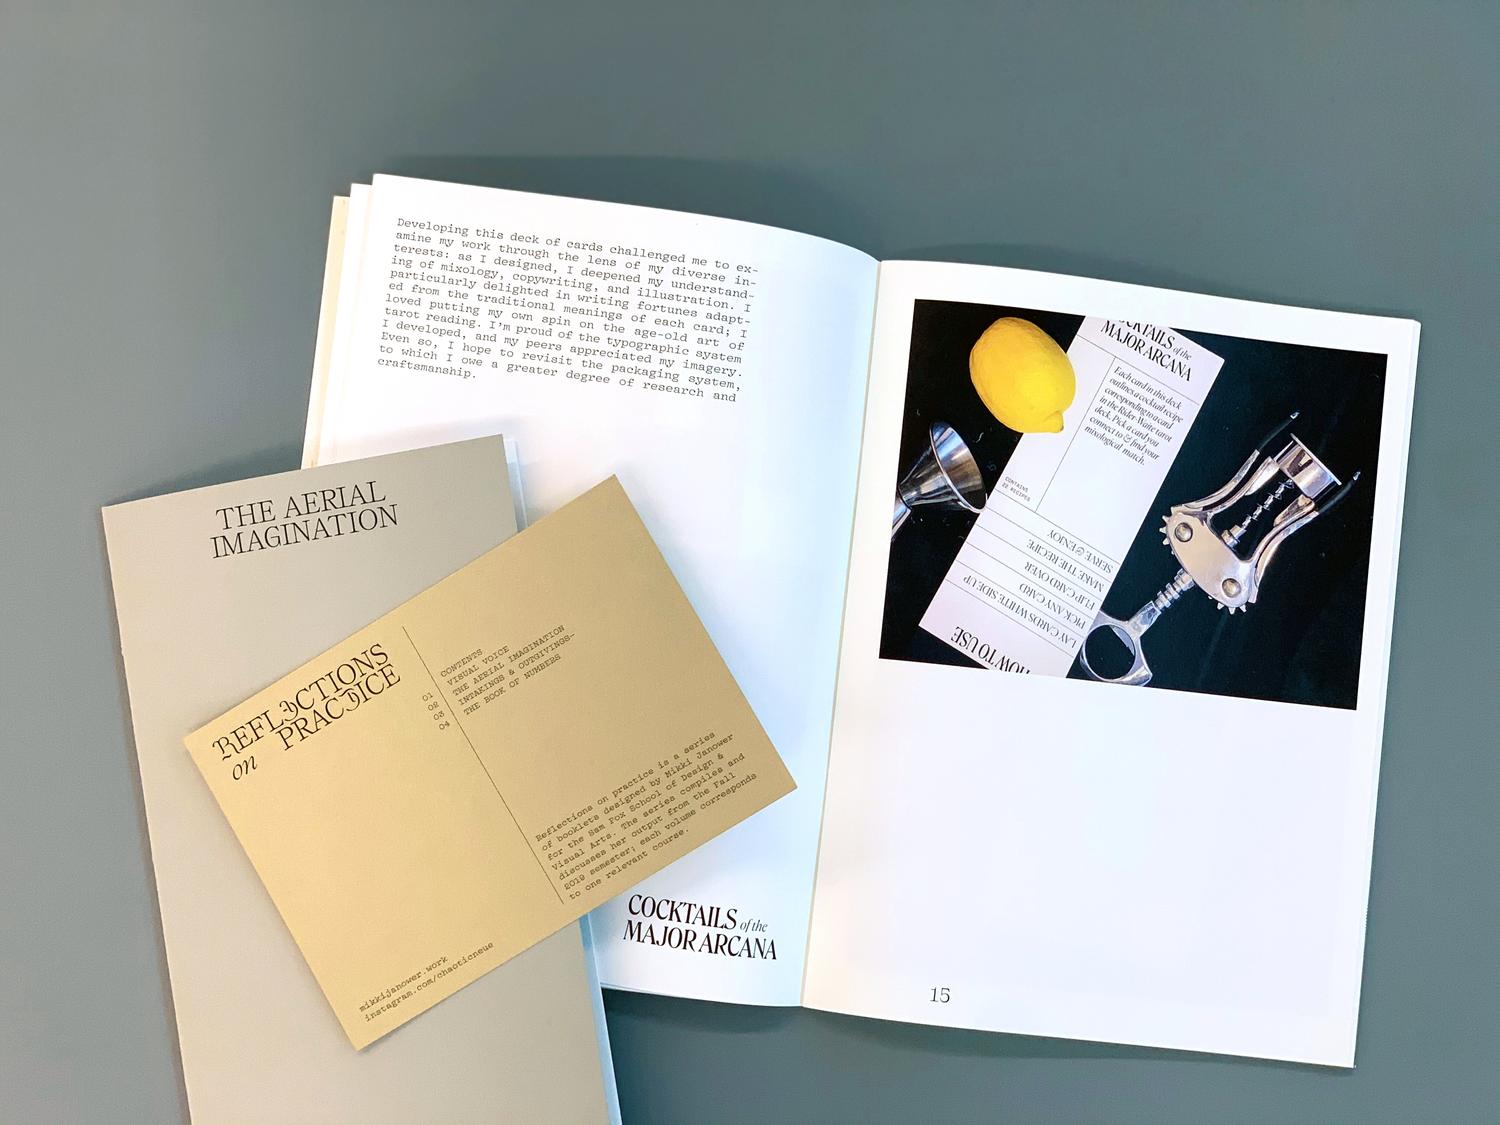 Developing this deck of cards challenged me to ex-
amine my work through the lens of my diverse in-
terests: as I designed, I deepened my understand-
ing of mixology, copywriting, and illustration. I
particularly delighted in writing fortunes adapt-
ed from the traditional meanings of each card; I
loved putting my own spin on the age-old art of
tarot reading. I'm proud of the typographic system
I developed, and my peers appreciated my imagery.
Even so, I hope to revisit the packaging system,
to which I owe a greater degree of research and
craftsmanship.
COCKTAILS of the
MAJOR ARCANA
COCKTAILS of the
MAJOR ARCANA
Each card in this deck
outlines a cocktail recipe
corresponding to a card
in the Rider-Waite tarot
deck. Pick a card you
connect to & find your
mixological match.
CONTAINS
22 RECIPES
HOW TO USE
LAY CARDS WHITE SIDE UP
PICK ANY CARD
FLIP CARD OVER
MAKE THE RECIPE
SERVE & ENJOY
15
THE AERIAL
IMAGINATION
REFLECTIONS
on PRACTICE
CONTENTS
01 VISUAL VOICE
02 THE AERIAL IMAGINATION
03 INTAKINGS & OUTGIVINGS—
04 THE BOOK OF NUMBERS
Reflections on practice is a series
of booklets designed by Mikki Janower
for the Sam Fox School of Design &
Visual Arts. The series compiles and
discusses her output from the Fall
2019 semester; each volume corresponds
to one relevant course.
mikkijanower.work
instagram.com/chaoticneue